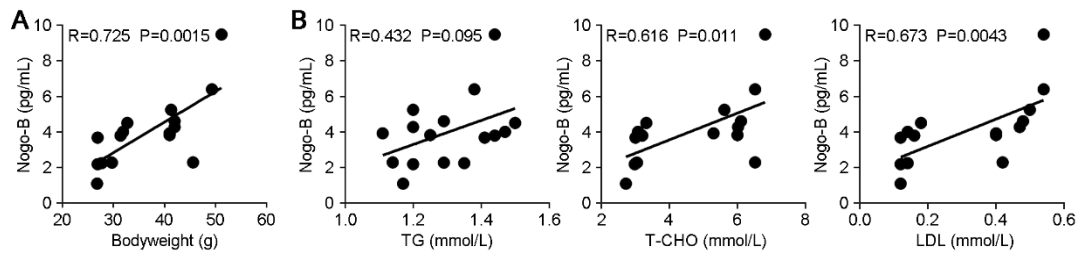 A
R=0.725 P=0.0015
Nogo-B (pg/mL)
10
8
6
4
2
0
20 30 40 50 60
Bodyweight (g)
B
R=0.432 P=0.095
Nogo-B (pg/mL)
10
8
6
4
2
0
1.0 1.2 1.4 1.6
TG (mmol/L)
R=0.616 P=0.011
Nogo-B (pg/mL)
10
8
6
4
2
0
2 4 6 8
T-CHO (mmol/L)
R=0.673 P=0.0043
Nogo-B (pg/mL)
10
8
6
4
2
0
0.0 0.2 0.4 0.6
LDL (mmol/L)